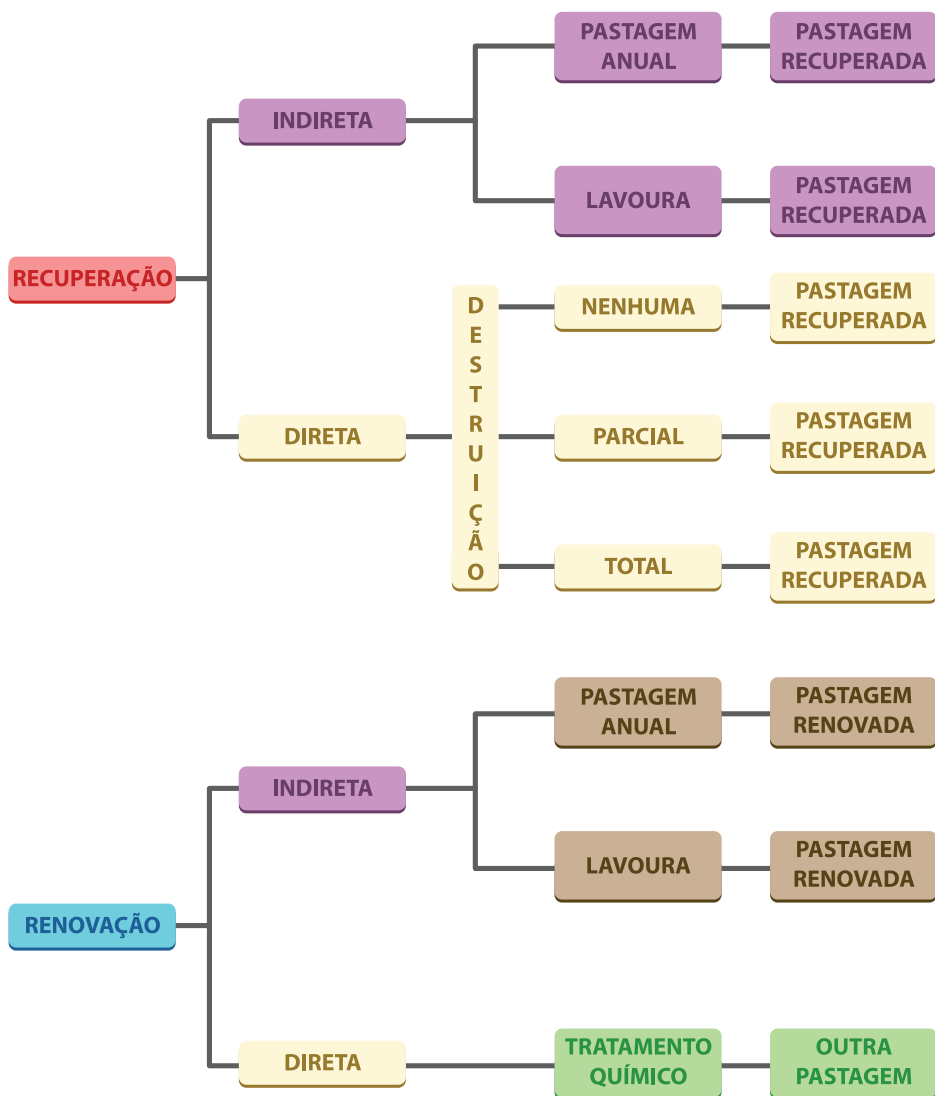 PASTAGEM
ANUAL
PASTAGEM
RECUPERADA
INDIRETA
LAVOURA
PASTAGEM
RECUPERADA
RECUPERAÇÃO
DESTRUIÇÃO
NENHUMA
PASTAGEM
RECUPERADA
DIRETA
PARCIAL
PASTAGEM
RECUPERADA
TOTAL
PASTAGEM
RECUPERADA
PASTAGEM
ANUAL
PASTAGEM
RENOVADA
INDIRETA
LAVOURA
PASTAGEM
RENOVADA
RENOVAÇÃO
DIRETA
TRATAMENTO
QUÍMICO
OUTRA
PASTAGEM